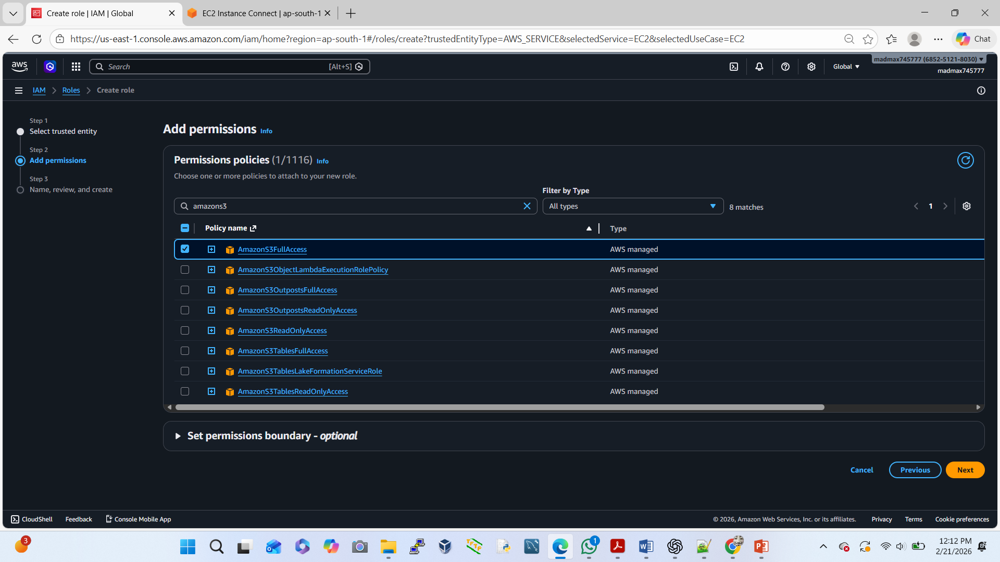 Create role | IAM | Global
EC2 Instance Connect | ap-south-1
https://us-east-1.console.aws.amazon.com/iam/home?region=ap-south-1#/roles/create?trustedEntityType=AWS_SERVICE&selectedService=EC2&selectedUseCase=EC2
Chat
aws
Search
[Alt+S]
Global
madmax745777 (6852-5121-8030)
madmax745777
IAM
Roles
Create role
Step 1
Select trusted entity
Step 2
Add permissions
Step 3
Name, review, and create
Add permissions Info
Permissions policies (1/1116) Info
Choose one or more policies to attach to your new role.
Filter by Type
amazons3
All types
8 matches
1
Policy name
Type
AmazonS3FullAccess
AWS managed
AmazonS3ObjectLambdaExecutionRolePolicy
AWS managed
AmazonS3OutpostsFullAccess
AWS managed
AmazonS3OutpostsReadOnlyAccess
AWS managed
AmazonS3ReadOnlyAccess
AWS managed
AmazonS3TablesFullAccess
AWS managed
AmazonS3TablesLakeFormationServiceRole
AWS managed
AmazonS3TablesReadOnlyAccess
AWS managed
Set permissions boundary - optional
Cancel
Previous
Next
CloudShell
Feedback
Console Mobile App
© 2026, Amazon Web Services, Inc. or its affiliates.
Privacy
Terms
Cookie preferences
3
TFTP
1
12:12 PM
2/21/2026